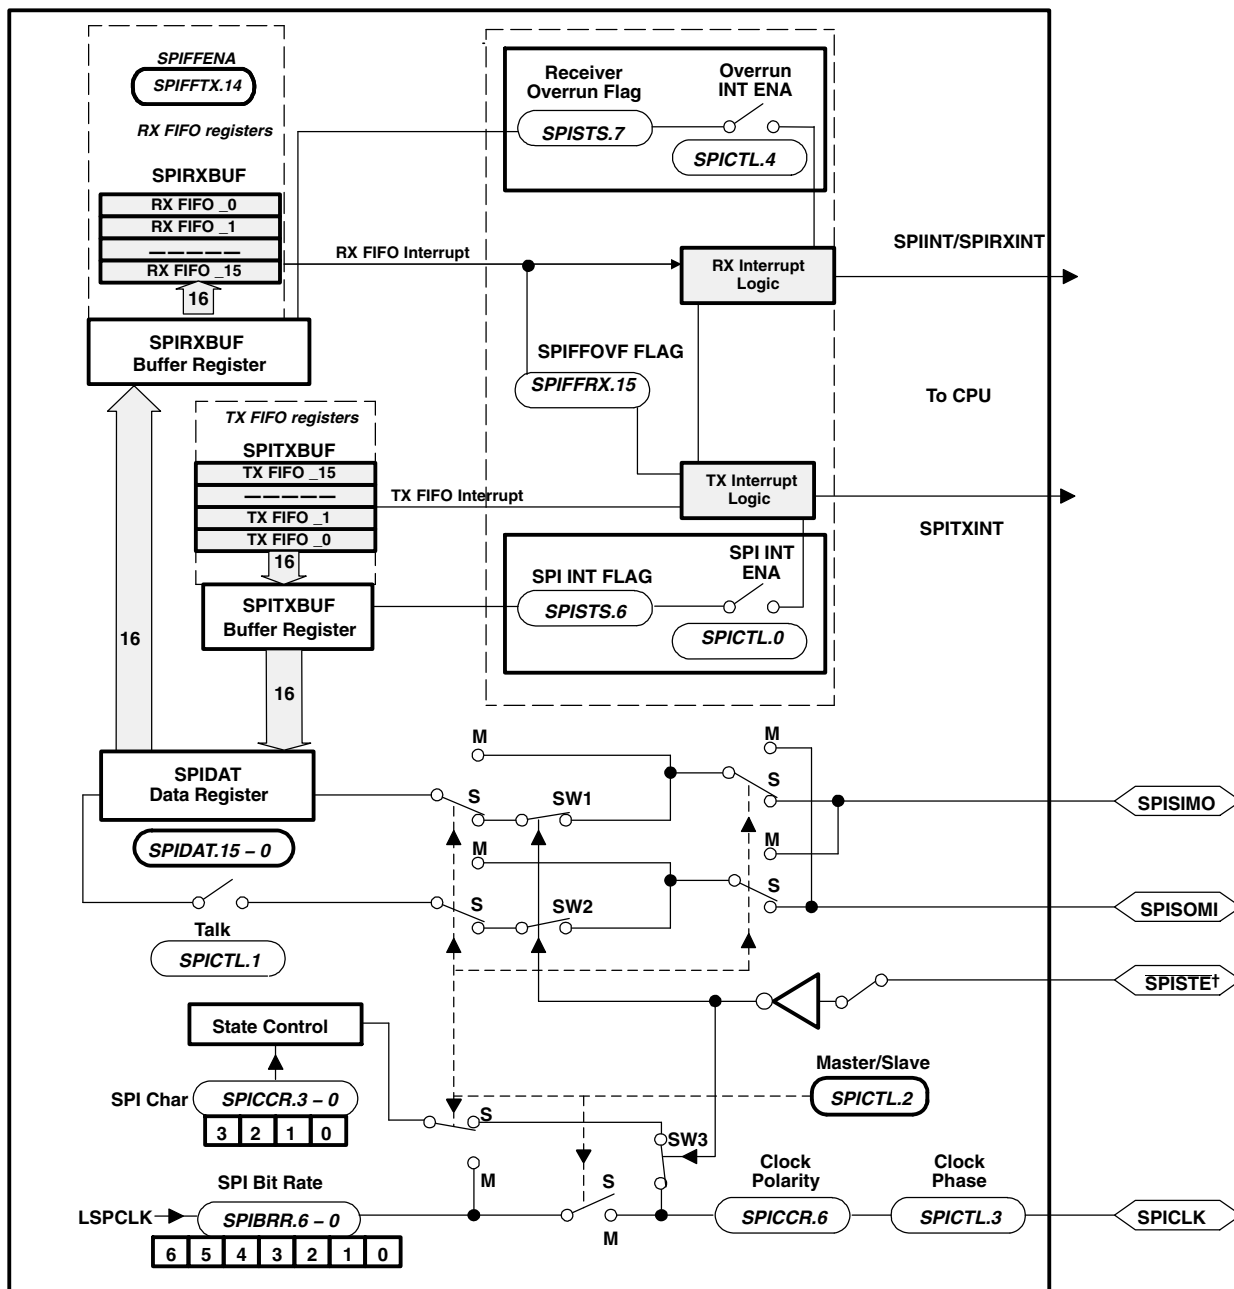 SPIFFENA
SPIFFTX.14
RX FIFO registers
SPIRXBUF
RX FIFO _0
RX FIFO _1
— — — — —
RX FIFO _15
16
SPIRXBUF
Buffer Register
Receiver
Overrun Flag
SPISTS.7
Overrun
INT ENA
SPICTL.4
RX FIFO Interrupt
RX Interrupt
Logic
SPIINT/SPIRXINT
SPIFFOVF FLAG
SPIFFRX.15
To CPU
TX FIFO registers
SPITXBUF
TX FIFO _15
— — — — —
TX FIFO _1
TX FIFO _0
16
TX FIFO Interrupt
TX Interrupt
Logic
SPITXINT
SPITXBUF
Buffer Register
SPI INT FLAG
SPISTS.6
SPI INT
ENA
SPICTL.0
16
16
SPIDAT
Data Register
SPIDAT.15 – 0
M
S
SW1
M
S
SPISIMO
M
S
SW2
M
S
SPISOMI
Talk
SPICTL.1
SPISTE†
State Control
Master/Slave
SPICTL.2
SPI Char
SPICCR.3 – 0
3 2 1 0
S
SW3
M
S
M
SPI Bit Rate
LSPCLK
SPIBRR.6 – 0
6 5 4 3 2 1 0
Clock
Polarity
SPICCR.6
Clock
Phase
SPICTL.3
SPICLK